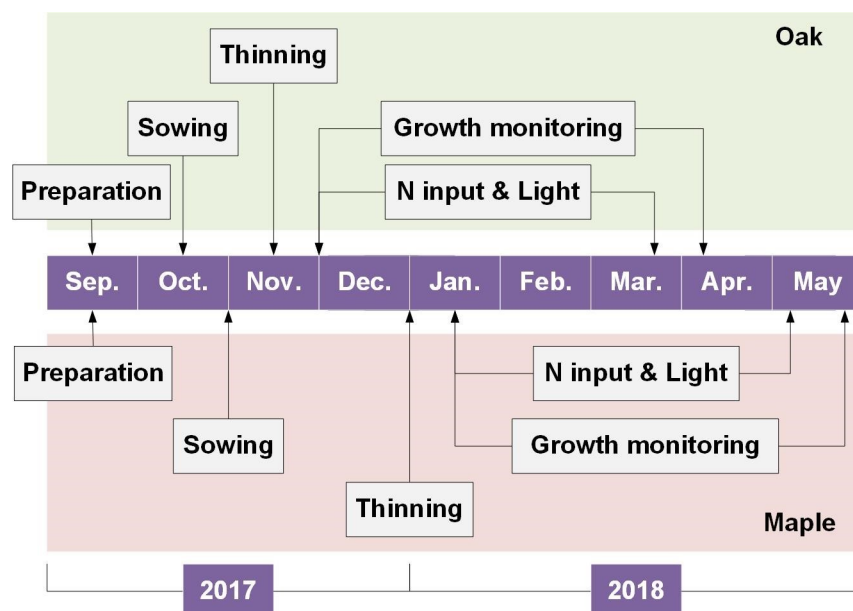 Oak
Thinning
Sowing
Growth monitoring
Preparation
N input & Light
Sep. Oct. Nov. Dec. Jan. Feb. Mar. Apr. May
Preparation
N input & Light
Sowing
Growth monitoring
Thinning
Maple
2017 2018